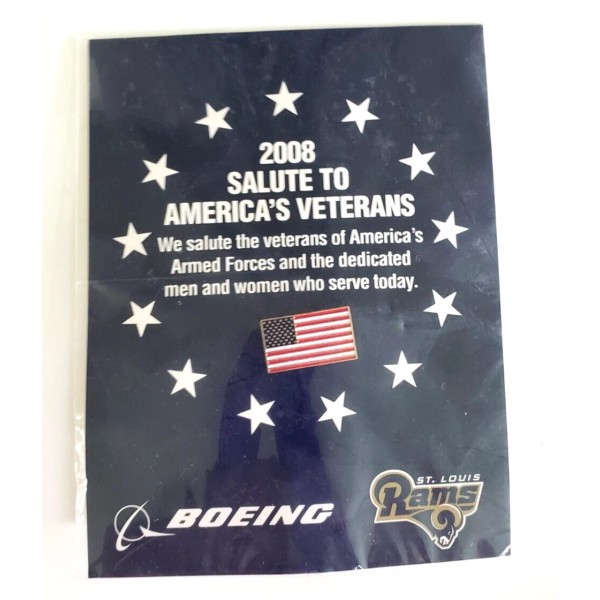 2008
SALUTE TO
AMERICA'S VETERANS
We salute the veterans of America's
Armed Forces and the dedicated
men and women who serve today.
BOEING
ST. LOUIS
Rams